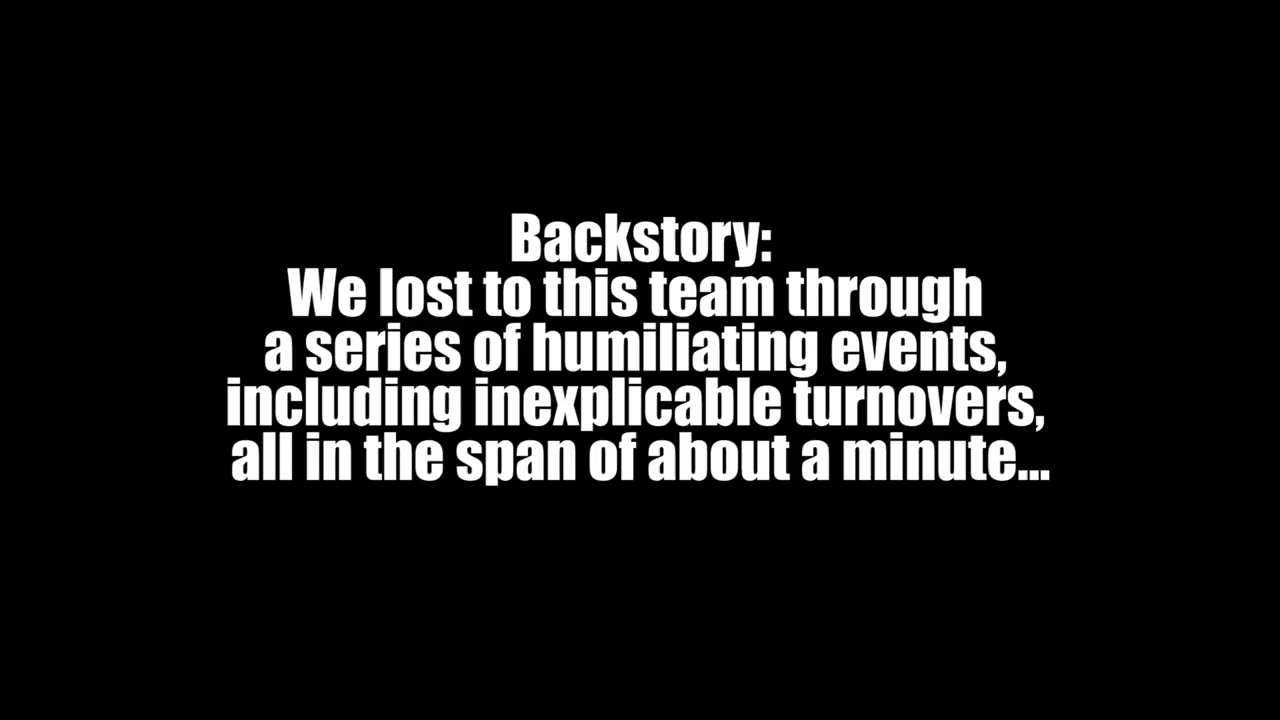 Backstory:
We lost to this team through
a series of humiliating events,
including inexplicable turnovers,
all in the span of about a minute...